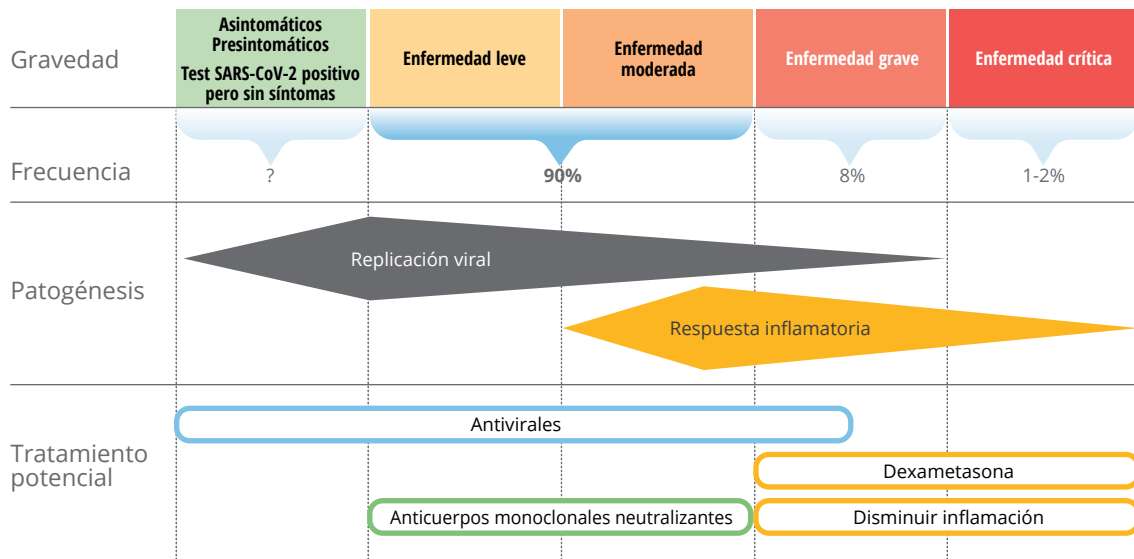 Gravedad
Asintomáticos
Presintomáticos
Test SARS-CoV-2 positivo
pero sin síntomas
Enfermedad leve
Enfermedad
moderada
Enfermedad grave
Enfermedad crítica
Frecuencia
?
90%
8%
1-2%
Patogénesis
Replicación viral
Respuesta inflamatoria
Tratamiento
potencial
Antivirales
Dexametasona
Anticuerpos monoclonales neutralizantes
Disminuir inflamación